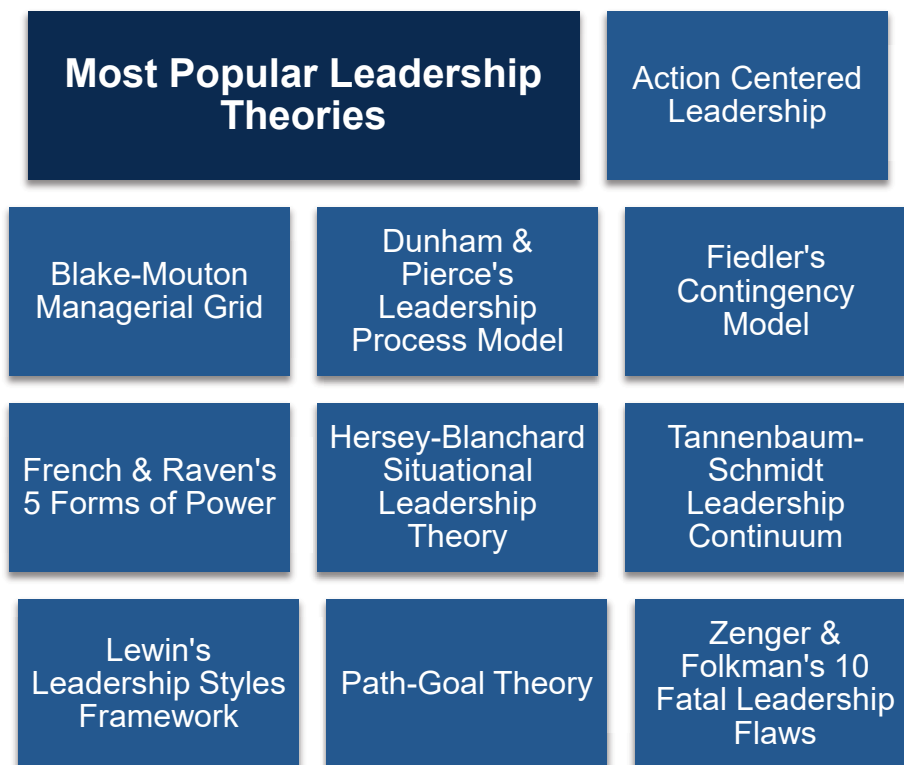 Most Popular Leadership
Theories
Action Centered
Leadership
Blake-Mouton
Managerial Grid
Dunham &
Pierce's
Leadership
Process Model
Fiedler's
Contingency
Model
French & Raven's
5 Forms of Power
Hersey-Blanchard
Situational
Leadership
Theory
Tannenbaum-
Schmidt
Leadership
Continuum
Lewin's
Leadership Styles
Framework
Path-Goal Theory
Zenger &
Folkman's 10
Fatal Leadership
Flaws